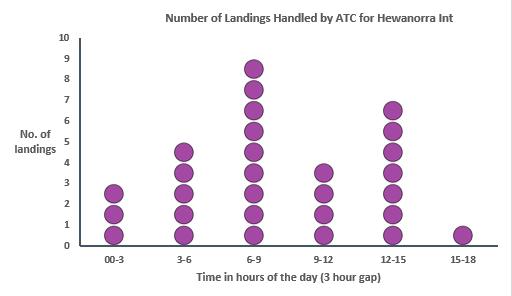 Number of Landings Handled by ATC for Hewanorra Int
10
9
8
7
6
5
4
3
2
1
0
No. of
landings
00-3 3-6 6-9 9-12 12-15 15-18
Time in hours of the day (3 hour gap)